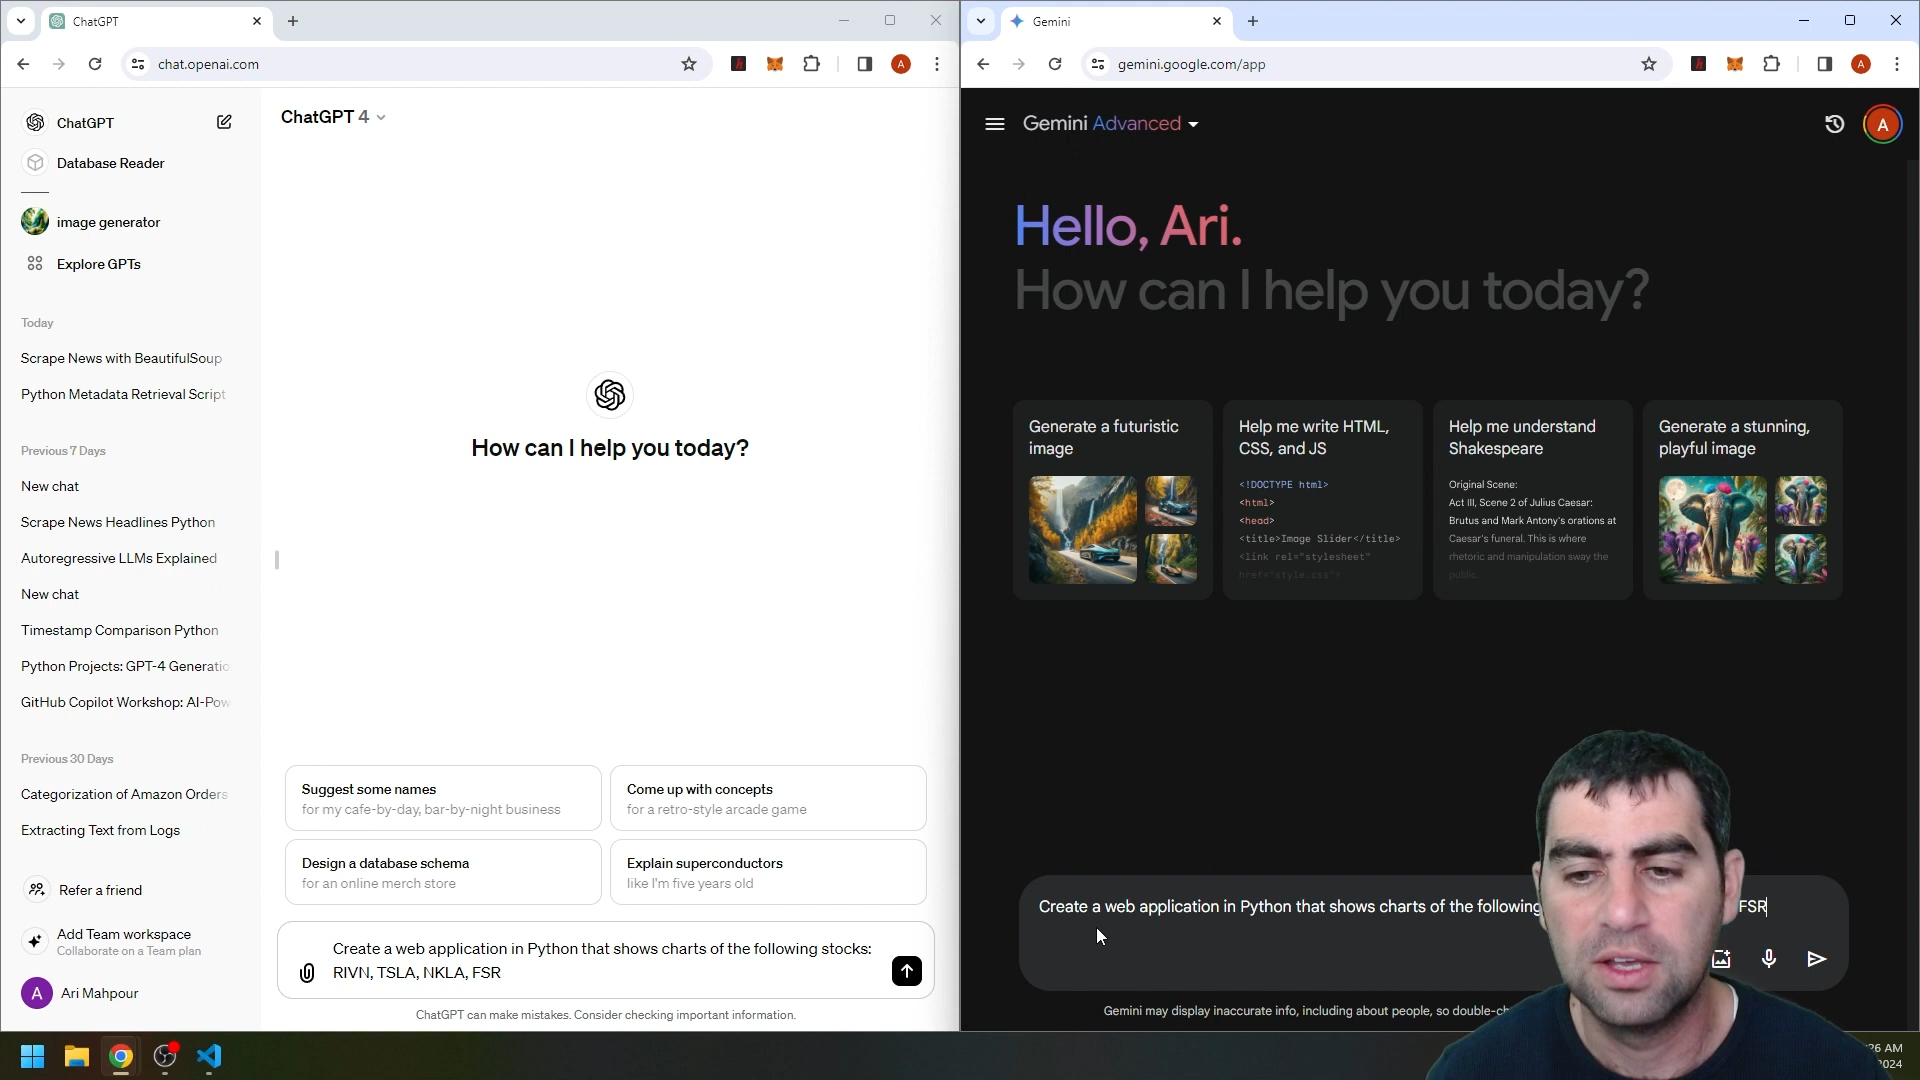 ChatGPT
chat.openai.com
ChatGPT
Database Reader
image generator
Explore GPTs
Today
Scrape News with BeautifulSoup
Python Metadata Retrieval Script
Previous 7 Days
New chat
Scrape News Headlines Python
Autoregressive LLMs Explained
New chat
Timestamp Comparison Python
Python Projects: GPT-4 Generatio
GitHub Copilot Workshop: AI-Pow
Previous 30 Days
Categorization of Amazon Orders
Extracting Text from Logs
Refer a friend
Add Team workspace
Collaborate on a Team plan
A Ari Mahpour
ChatGPT 4
How can I help you today?
Suggest some names
for my cafe-by-day, bar-by-night business
Come up with concepts
for a retro-style arcade game
Design a database schema
for an online merch store
Explain superconductors
like I'm five years old
Create a web application in Python that shows charts of the following stocks:
RIVN, TSLA, NKLA, FSR
ChatGPT can make mistakes. Consider checking important information.
Gemini
gemini.google.com/app
Gemini Advanced
A
Hello, Ari.
How can I help you today?
Generate a futuristic
image
Help me write HTML,
CSS, and JS
<!DOCTYPE html>
<html>
<head>
<title>Image Slider</title>
<link rel="stylesheet"
href="style.css">
Help me understand
Shakespeare
Original Scene:
Act III, Scene 2 of Julius Caesar:
Brutus and Mark Antony's orations at
Caesar's funeral. This is where
rhetoric and manipulation sway the
public.
Generate a stunning,
playful image
Create a web application in Python that shows charts of the following FSR
Gemini may display inaccurate info, including about people, so double-ch
26 AM
2024